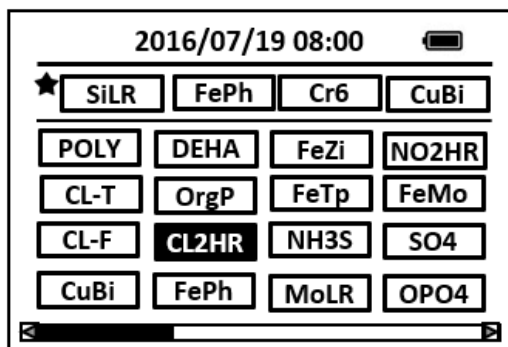 2016/07/19 08:00
SiLR FePh Cr6 CuBi
POLY DEHA FeZi NO2HR
CL-T OrgP FeTp FeMo
CL-F CL2HR NH3S SO4
CuBi FePh MoLR OPO4